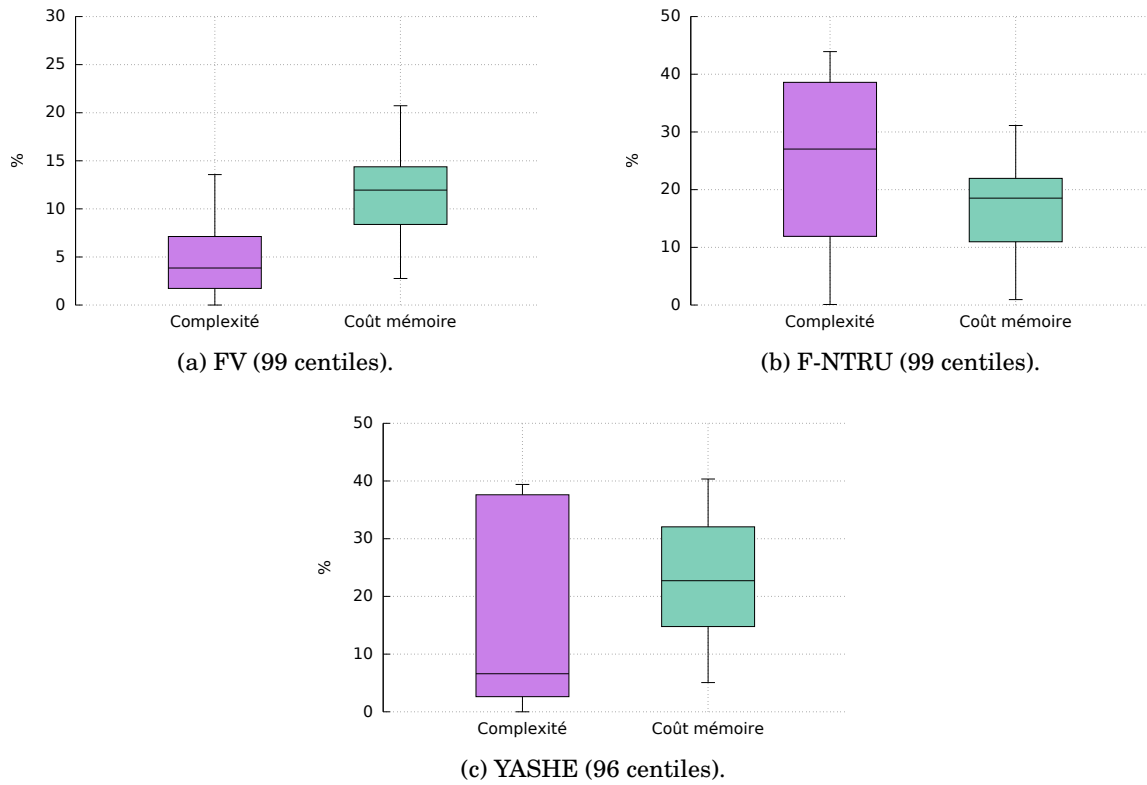 30
25
20
15
10
5
0
%
Complexité
Coût mémoire
(a) FV (99 centiles).
50
40
30
20
10
0
%
Complexité
Coût mémoire
(b) F-NTRU (99 centiles).
50
40
30
20
10
0
%
Complexité
Coût mémoire
(c) YASHE (96 centiles).